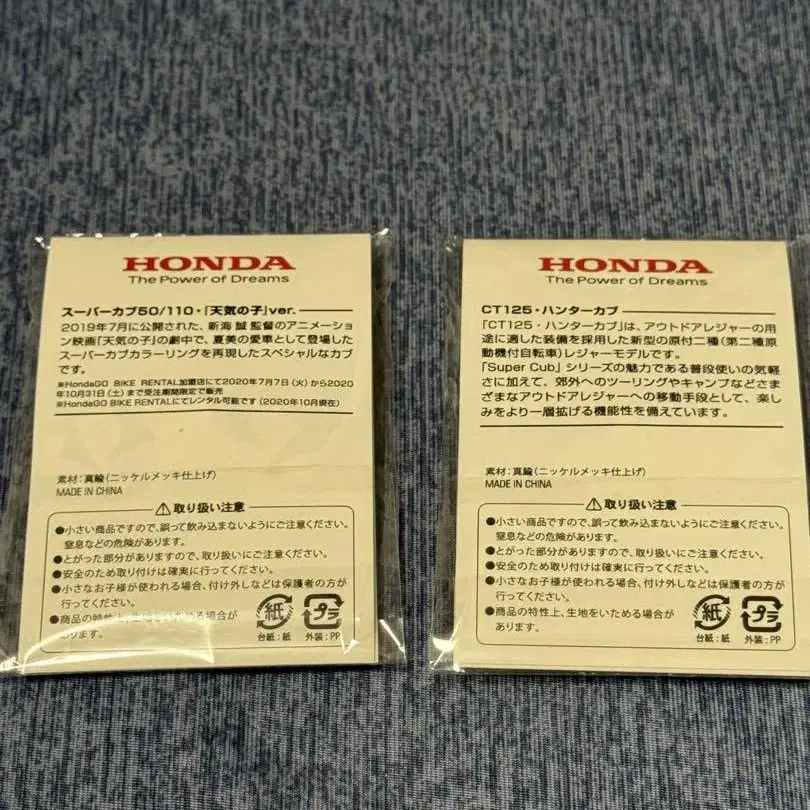 HONDA
The Power of Dreams
スーパーカブ50/110・「天気の子」ver.
2019年7月に公開された、新海 誠 監督のアニメーショ
ン映画「天気の子」の劇中で、夏美の愛車として登場した
スーパーカブカラーリングを再現したスペシャルなカブ
です。
※HondaGO BIKE RENTAL加盟店にて2020年7月7日(火)から2020
年10月31日(土)まで受注期間限定で販売
※HondaGO BIKE RENTALにてレンタル可能です(2020年10月現在)
素材:真鍮(ニッケルメッキ仕上げ)
MADE IN CHINA
⚠取り扱い注意
●小さい商品ですので、誤って飲み込まないようにご注意ください。
窒息などの危険があります。
●とがった部分がありますので、取り扱いにご注意ください。
●安全のため取り付けは確実に行ってください。
●小さなお子様が使われる場合、付け外しなどは保護者の方が
行ってください。
●商品の特性上、生地をいためる場合が
あります。
紙
台紙:紙
プラ
外装:PP
HONDA
The Power of Dreams
CT125・ハンターカブ
「CT125・ハンターカブ」は、アウトドアレジャーの用
途に適した装備を採用した新型の原付二種(第二種原
動機付自転車)レジャーモデルです。
「Super Cub」シリーズの魅力である普段使いの気軽
さに加えて、郊外へのツーリングやキャンプなどさま
ざまなアウトドアレジャーへの移動手段として、楽し
みをより一層拡げる機能性を備えています。
素材:真鍮(ニッケルメッキ仕上げ)
MADE IN CHINA
⚠取り扱い注意
●小さい商品ですので、誤って飲み込まないようにご注意ください。
窒息などの危険があります。
●とがった部分がありますので、取り扱いにご注意ください。
●安全のため取り付けは確実に行ってください。
●小さなお子様が使われる場合、付け外しなどは保護者の方が
行ってください。
●商品の特性上、生地をいためる場合が
あります。
紙
台紙:紙
プラ
外装:PP